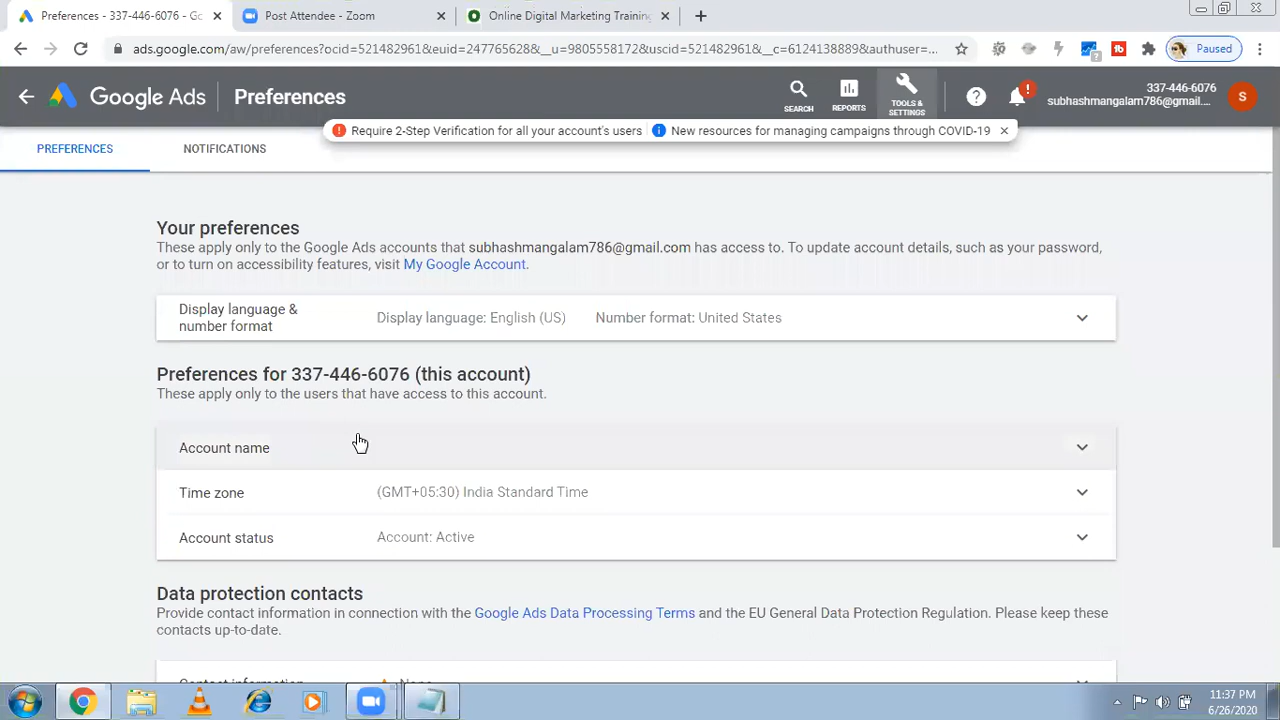 Preferences - 337-446-6076 - Go
Post Attendee - Zoom
Online Digital Marketing Training
ads.google.com/aw/preferences?ocid=521482961&euid=247765628&__u=9805558172&uscid=521482961&__c=6124138889&authuser=...
Paused
Google Ads
Preferences
SEARCH
REPORTS
TOOLS & SETTINGS
337-446-6076
subhashmangalam786@gmail....
S
Require 2-Step Verification for all your account's users
New resources for managing campaigns through COVID-19
PREFERENCES
NOTIFICATIONS
Your preferences
These apply only to the Google Ads accounts that subhashmangalam786@gmail.com has access to. To update account details, such as your password,
or to turn on accessibility features, visit My Google Account.
Display language & number format
Display language: English (US)
Number format: United States
Preferences for 337-446-6076 (this account)
These apply only to the users that have access to this account.
Account name
Time zone
(GMT+05:30) India Standard Time
Account status
Account: Active
Data protection contacts
Provide contact information in connection with the Google Ads Data Processing Terms and the EU General Data Protection Regulation. Please keep these
contacts up-to-date.
Contact information
None
11:37 PM
6/26/2020